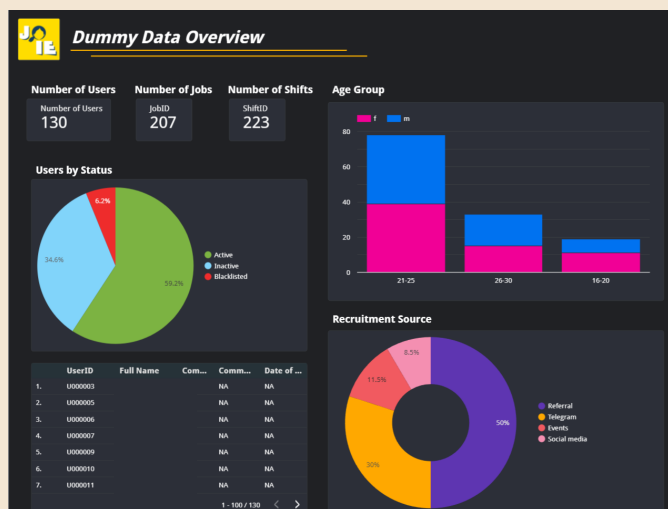 JOIE
Dummy Data Overview
Number of Users
Number of Jobs
Number of Shifts
Number of Users
130
JobID
207
ShiftID
223
Users by Status
6.2%
34.6%
59.2%
Active
Inactive
Blacklisted
UserID Full Name Com... Comm... Date of ...
1. U000003 NA NA
2. U000005 NA NA
3. U000006 NA NA
4. U000007 NA NA
5. U000009 NA NA
6. U000010 NA NA
7. U000011 NA NA
1 - 100 / 130 < >
Age Group
f m
80
60
40
20
0
21-25 26-30 16-20
Recruitment Source
8.5%
11.5%
50%
30%
Referral
Telegram
Events
Social media